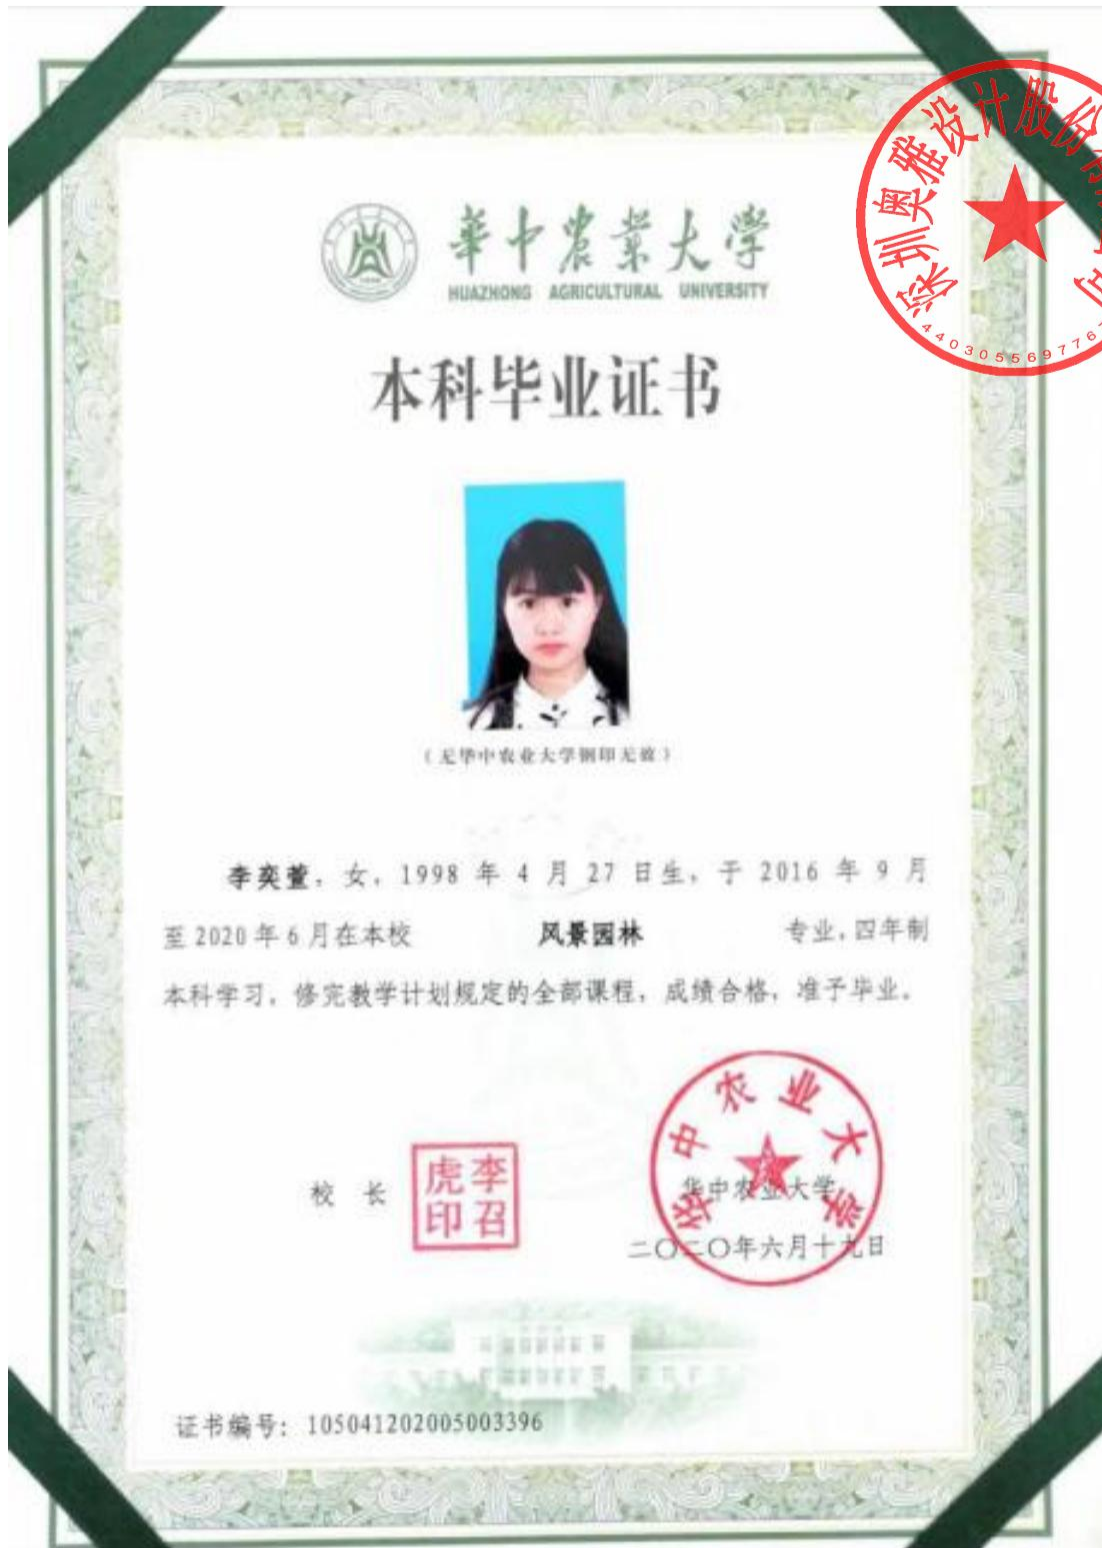 華中农業大学
HUAZHONG AGRICULTURAL UNIVERSITY
深圳奥雅设计股份
4403055697767
本科毕业证书
（无华中农业大学钢印无效）
李奕萱，女，1998 年 4 月 27 日生，于 2016 年 9 月
至 2020 年 6 月在本校 风景园林 专业，四年制
本科学习，修完教学计划规定的全部课程，成绩合格，准予毕业。
校 长
李召虎印
华中农业大学
华中农业大学
二〇二〇年六月十九日
证书编号：105041202005003396